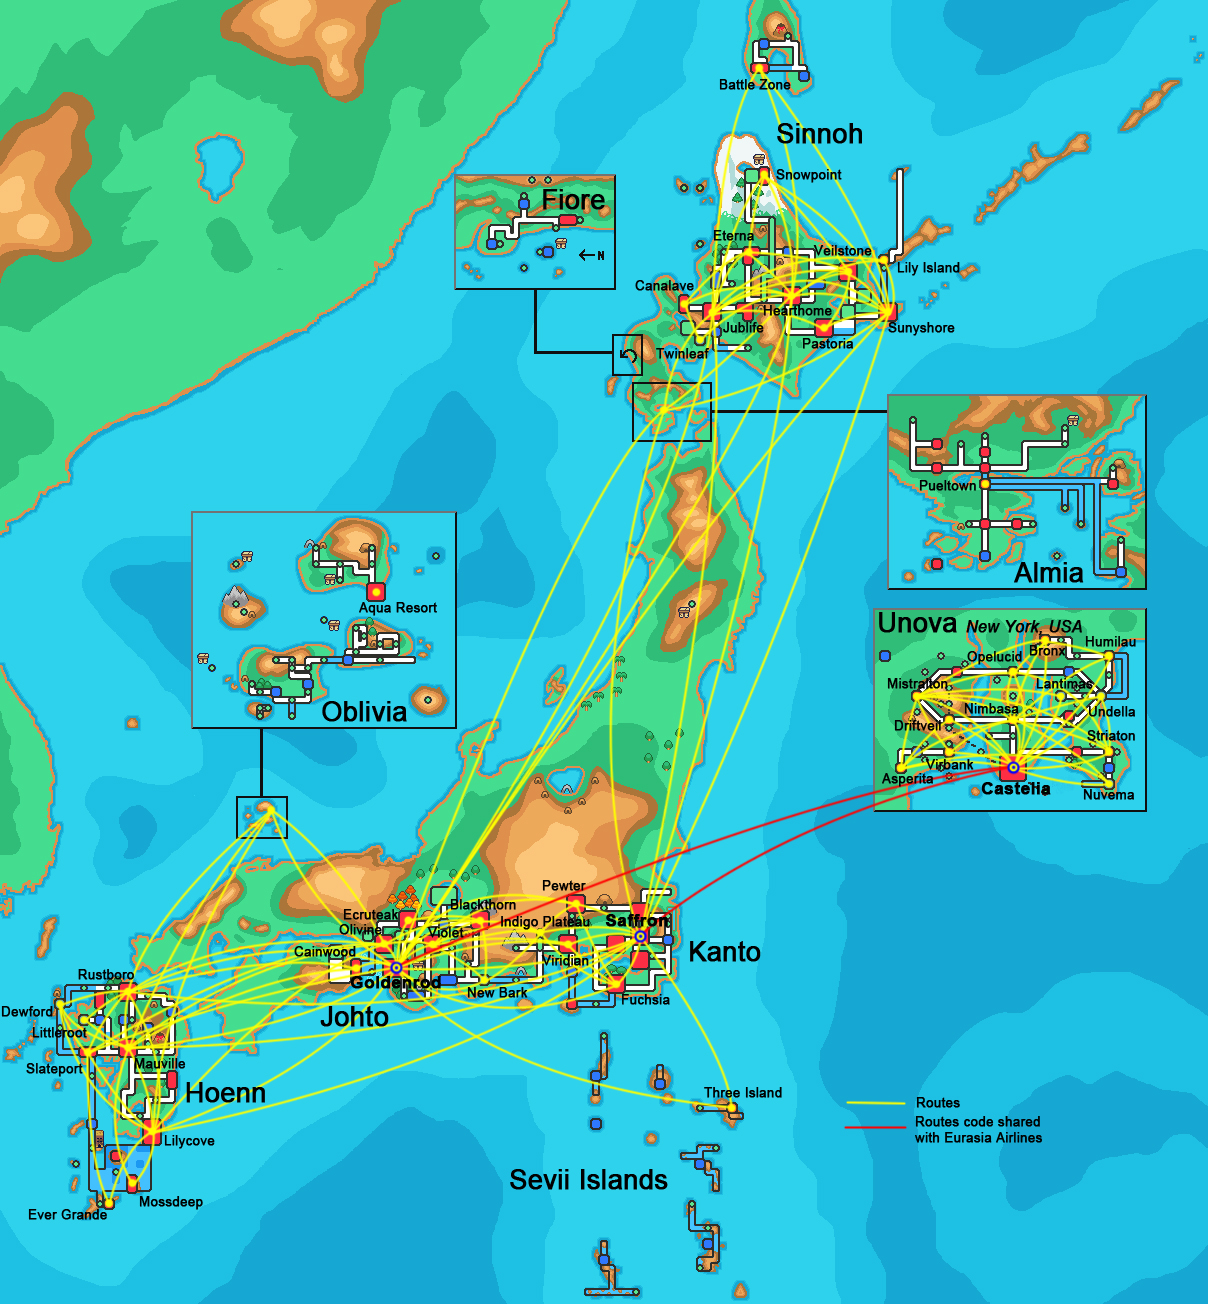 Battle Zone
Sinnoh
Snowpoint
Fiore
N
Eterna
Veilstone
Lily Island
Canalave
Hearthome
Jublife
Sunyshore
Pastoria
Twinleaf
Pueltown
Almia
Aqua Resort
Oblivia
Unova New York, USA
Humilau
Bronx
Opelucid
Mistralton
Lantimas
Nimbasa
Undella
Driftveil
Striaton
Virbank
Asperita
Castelia
Nuvema
Pewter
Blackthorn
Ecruteak
Indigo Plateau
Saffron
Olivine
Violet
Cainwood
Viridian
Kanto
Goldenrod
New Bark
Fuchsia
Johto
Rustboro
Dewford
Littleroot
Mauville
Slateport
Hoenn
Three Island
Routes
Routes code shared
with Eurasia Airlines
Lilycove
Sevii Islands
Mossdeep
Ever Grande